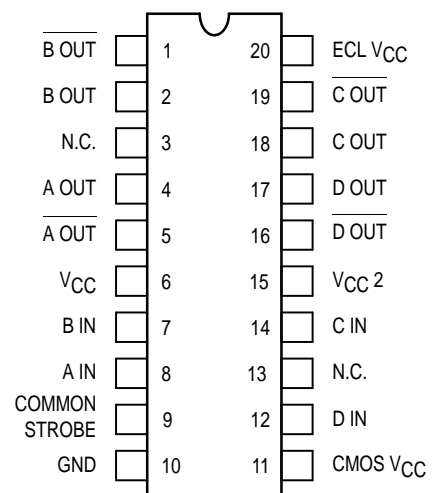 B OUT 1 20 ECL VCC
B OUT 2 19 C OUT
N.C. 3 18 C OUT
A OUT 4 17 D OUT
A OUT 5 16 D OUT
VCC 6 15 VCC 2
B IN 7 14 C IN
A IN 8 13 N.C.
COMMON
STROBE 9 12 D IN
GND 10 11 CMOS VCC